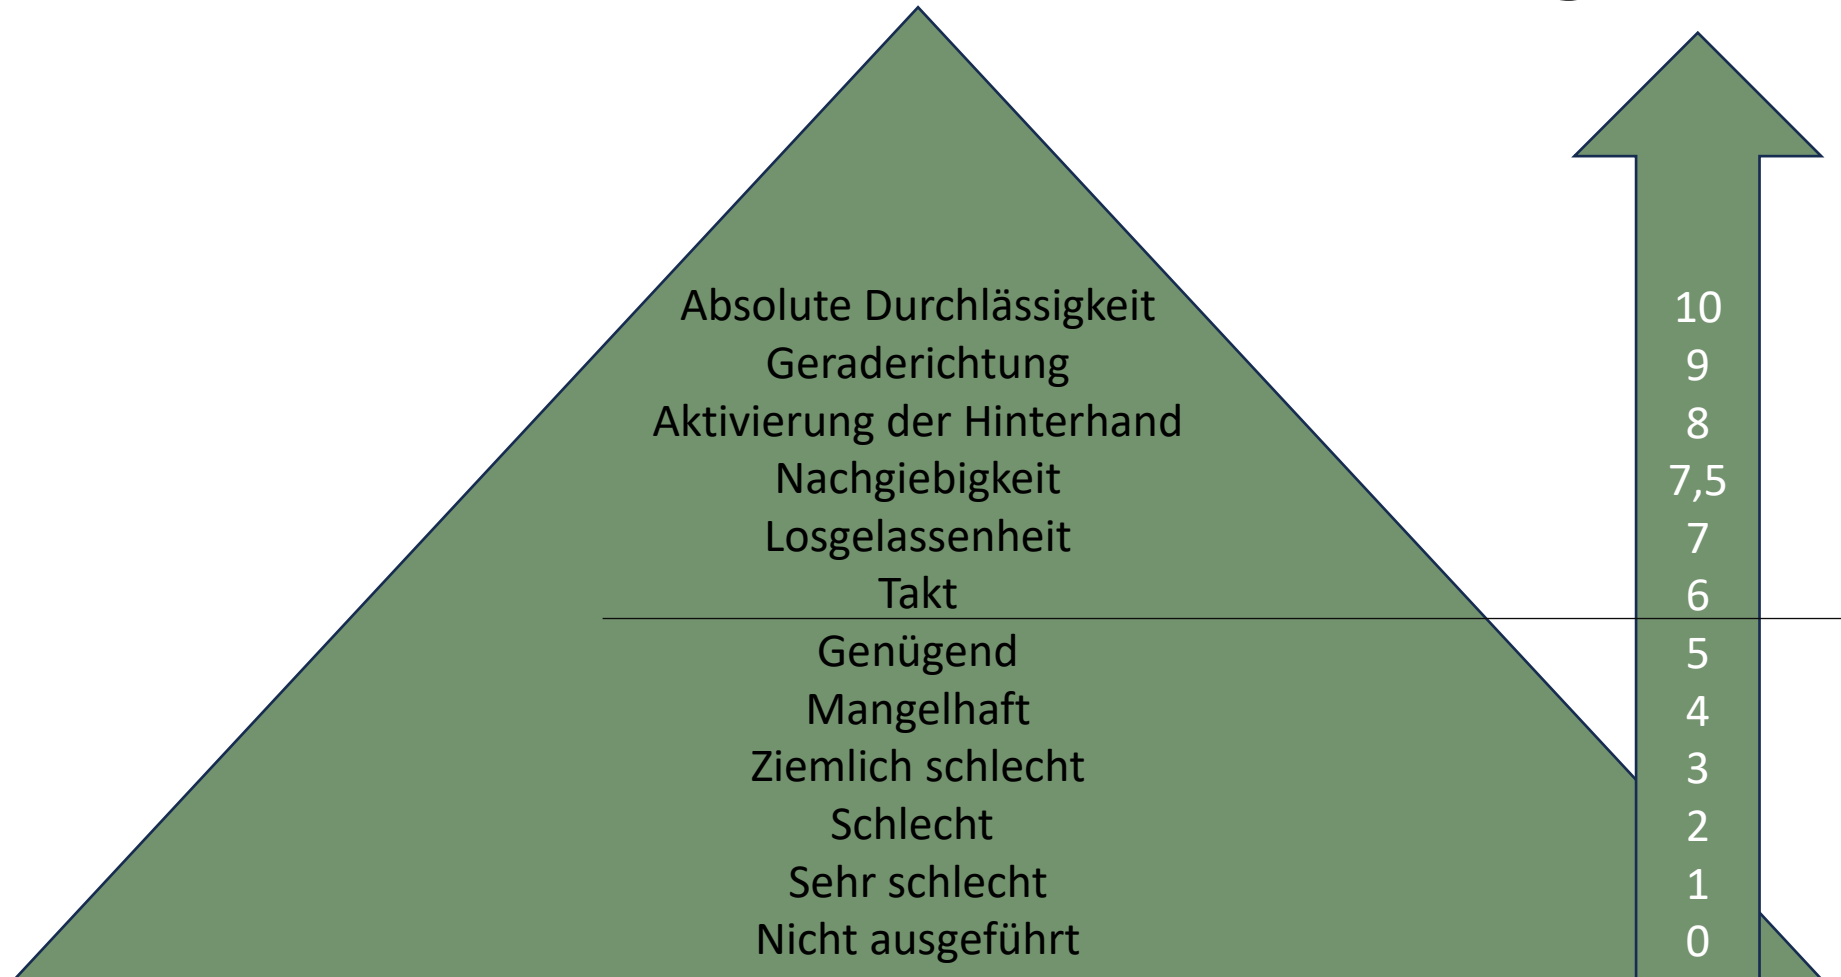 Absolute Durchlässigkeit 10
Geraderichtung 9
Aktivierung der Hinterhand 8
Nachgiebigkeit 7,5
Losgelassenheit 7
Takt 6
Genügend 5
Mangelhaft 4
Ziemlich schlecht 3
Schlecht 2
Sehr schlecht 1
Nicht ausgeführt 0